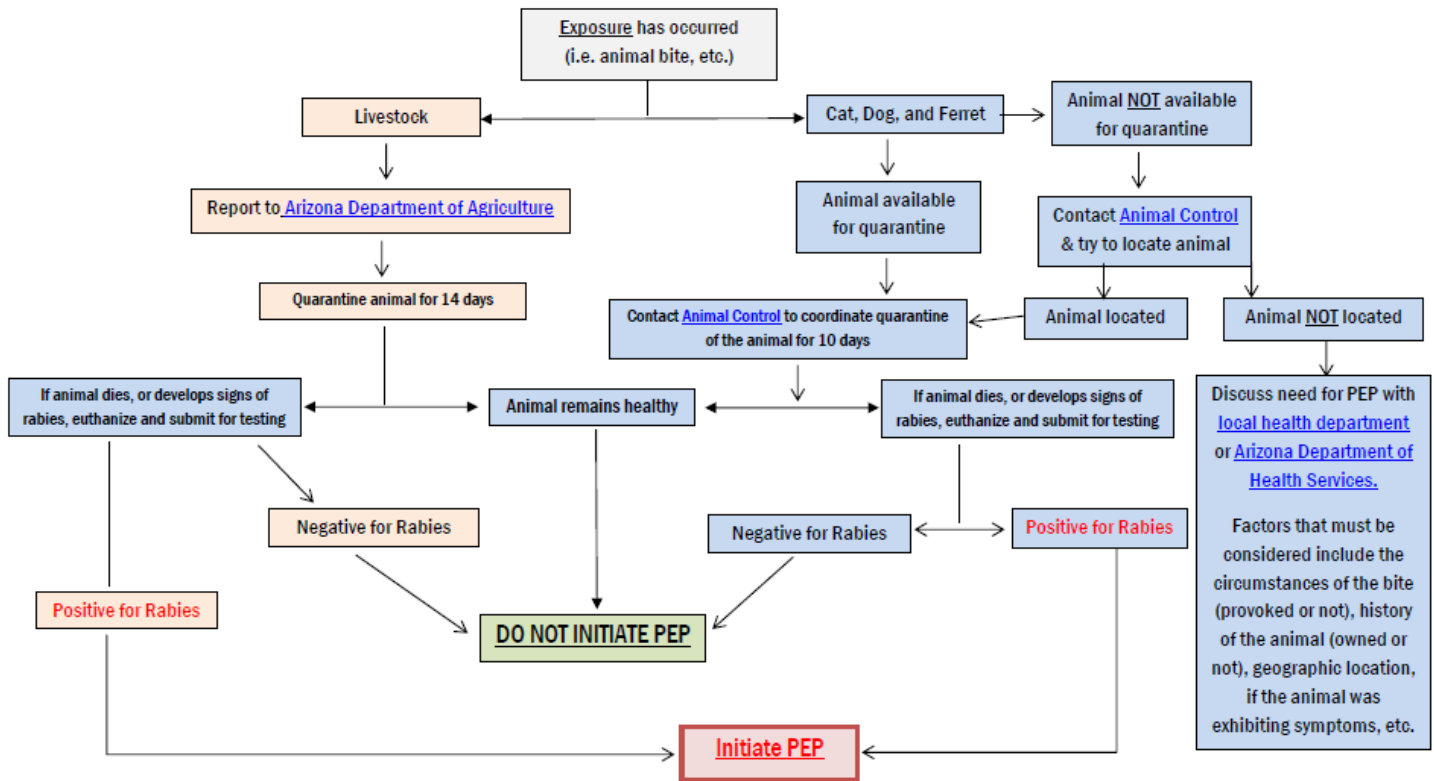 Exposure has occurred
(i.e. animal bite, etc.)
Livestock
Cat, Dog, and Ferret
Animal NOT available
for quarantine
Report to Arizona Department of Agriculture
Animal available
for quarantine
Contact Animal Control
& try to locate animal
Quarantine animal for 14 days
Contact Animal Control to coordinate quarantine
of the animal for 10 days
Animal located
Animal NOT located
If animal dies, or develops signs of
rabies, euthanize and submit for testing
Animal remains healthy
If animal dies, or develops signs of
rabies, euthanize and submit for testing
Discuss need for PEP with
local health department
or Arizona Department of
Health Services.
Factors that must be
considered include the
circumstances of the bite
(provoked or not), history
of the animal (owned or
not), geographic location,
if the animal was
exhibiting symptoms, etc.
Negative for Rabies
Negative for Rabies
Positive for Rabies
Positive for Rabies
DO NOT INITIATE PEP
Initiate PEP